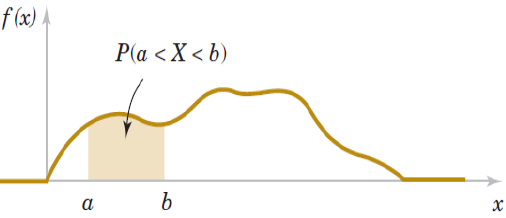 f(x)
P(a < X < b)
a b x